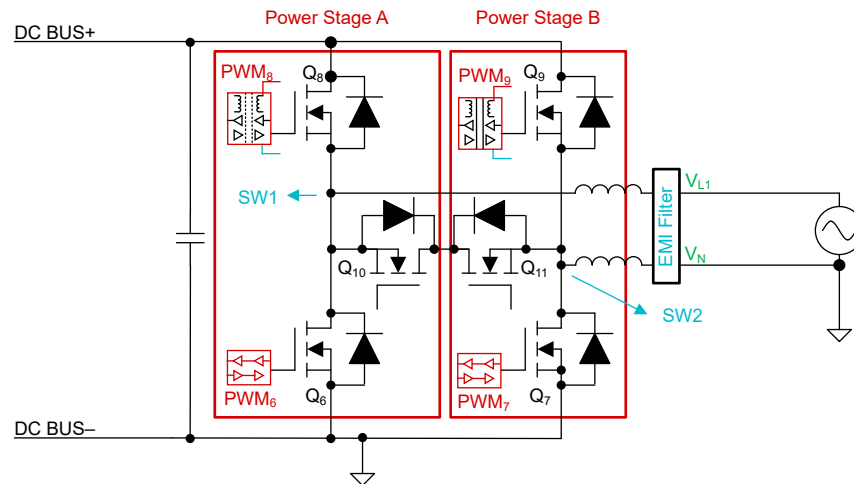 Power Stage A
Power Stage B
DC BUS+
PWM8
Q8
PWM9
Q9
SW1
VL1
EMI Filter
VN
Q10
Q11
SW2
PWM6
Q6
PWM7
Q7
DC BUS–